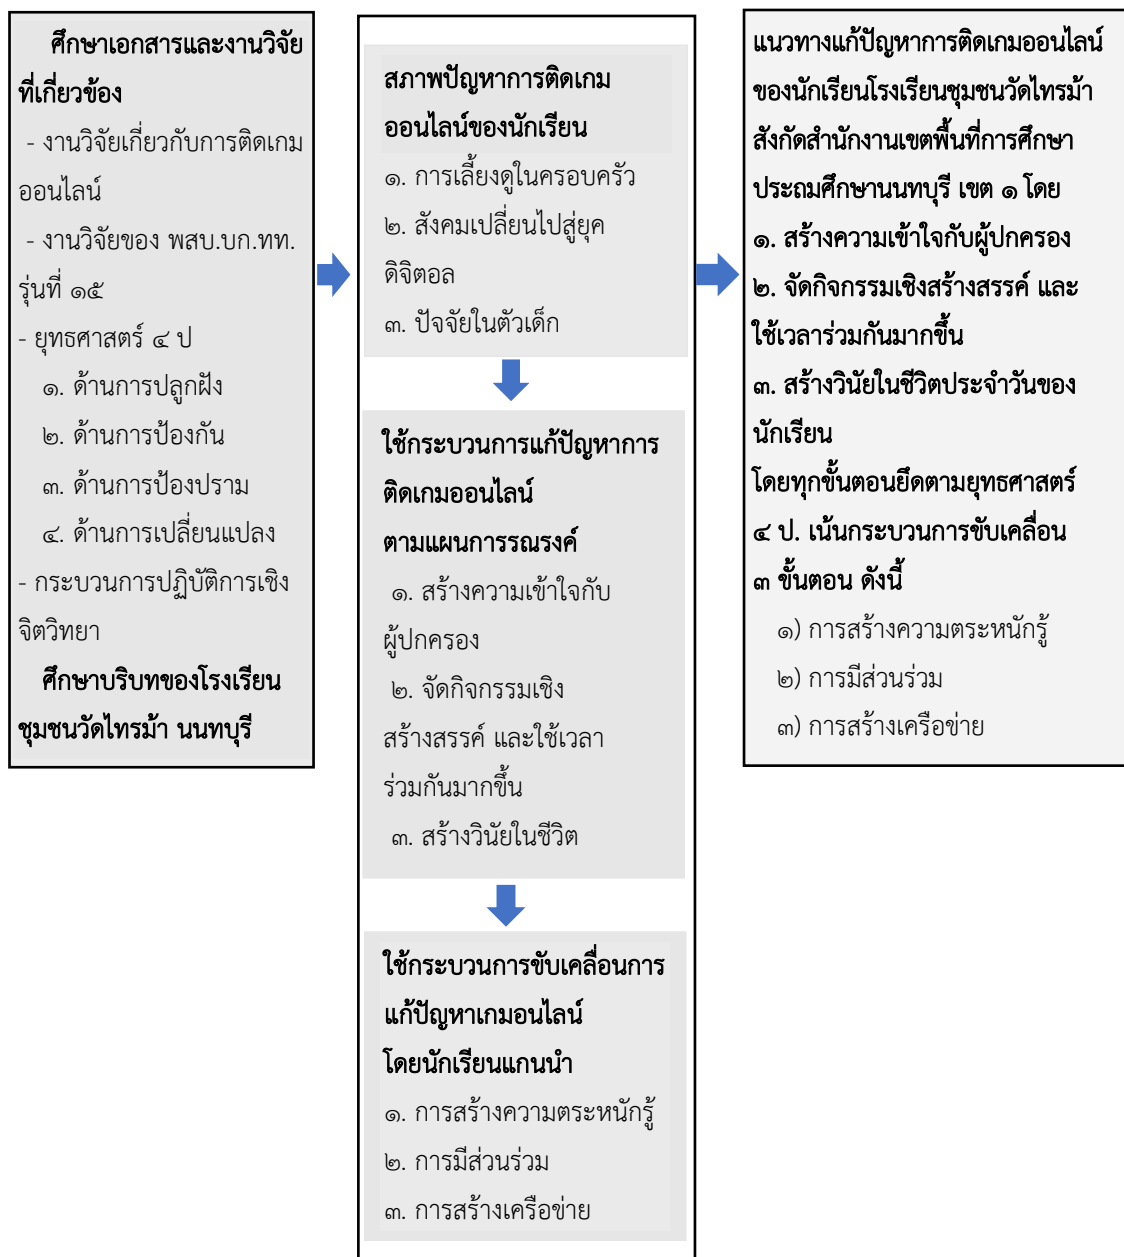 ศึกษาเอกสารและงานวิจัย
ที่เกี่ยวข้อง
- งานวิจัยเกี่ยวกับการติดเกม
ออนไลน์
- งานวิจัยของ พสบ.บก.ทท.
รุ่นที่ ๑๕
- ยุทธศาสตร์ ๔ ป
๑. ด้านการปลูกฝัง
๒. ด้านการป้องกัน
๓. ด้านการป้องปราม
๔. ด้านการเปลี่ยนแปลง
- กระบวนการปฏิบัติการเชิง
จิตวิทยา
ศึกษาบริบทของโรงเรียน
ชุมชนวัดไทรม้า นนทบุรี
สภาพปัญหาการติดเกม
ออนไลน์ของนักเรียน
๑. การเลี้ยงดูในครอบครัว
๒. สังคมเปลี่ยนไปสู่ยุค
ดิจิตอล
๓. ปัจจัยในตัวเด็ก
ใช้กระบวนการแก้ปัญหาการ
ติดเกมออนไลน์
ตามแผนการรณรงค์
๑. สร้างความเข้าใจกับ
ผู้ปกครอง
๒. จัดกิจกรรมเชิง
สร้างสรรค์ และใช้เวลา
ร่วมกันมากขึ้น
๓. สร้างวินัยในชีวิต
ใช้กระบวนการขับเคลื่อนการ
แก้ปัญหาเกมอนไลน์
โดยนักเรียนแกนนำ
๑. การสร้างความตระหนักรู้
๒. การมีส่วนร่วม
๓. การสร้างเครือข่าย
แนวทางแก้ปัญหาการติดเกมออนไลน์
ของนักเรียนโรงเรียนชุมชนวัดไทรม้า
สังกัดสำนักงานเขตพื้นที่การศึกษา
ประถมศึกษานนทบุรี เขต ๑ โดย
๑. สร้างความเข้าใจกับผู้ปกครอง
๒. จัดกิจกรรมเชิงสร้างสรรค์ และ
ใช้เวลาร่วมกันมากขึ้น
๓. สร้างวินัยในชีวิตประจำวันของ
นักเรียน
โดยทุกขั้นตอนยึดตามยุทธศาสตร์
๔ ป. เน้นกระบวนการขับเคลื่อน
๓ ขั้นตอน ดังนี้
๑) การสร้างความตระหนักรู้
๒) การมีส่วนร่วม
๓) การสร้างเครือข่าย